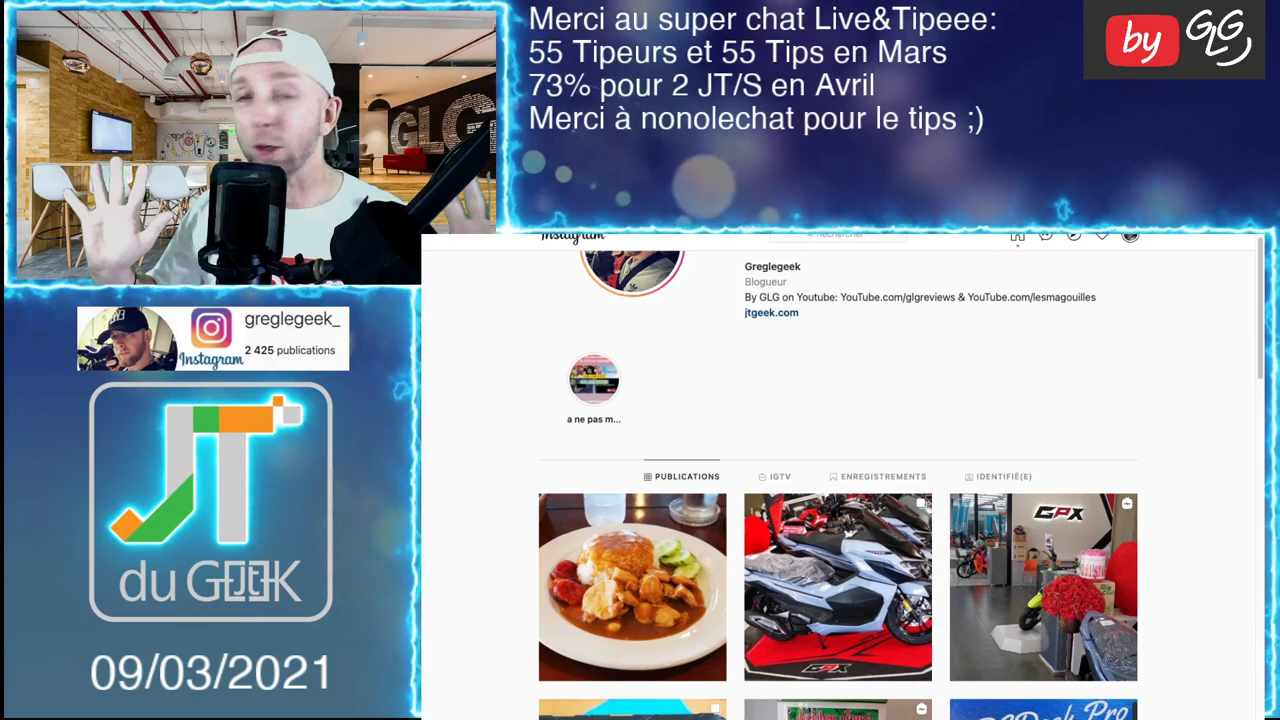 Merci au super chat Live&Tipeee:
55 Tipeurs et 55 Tips en Mars
73% pour 2 JT/S en Avril
Merci à nonolechat pour le tips ;)
by GLG
GLG
Instagram
Rechercher
Greglegeek
Blogueur
By GLG on Youtube: YouTube.com/glgreviews & YouTube.com/lesmagouilles
jtgeek.com
greglegeek_
Instagram
2 425 publications
a ne pas m...
PUBLICATIONS
IGTV
ENREGISTREMENTS
IDENTIFIÉ(E)
JT
du GEEK
GPX
GPX
09/03/2021